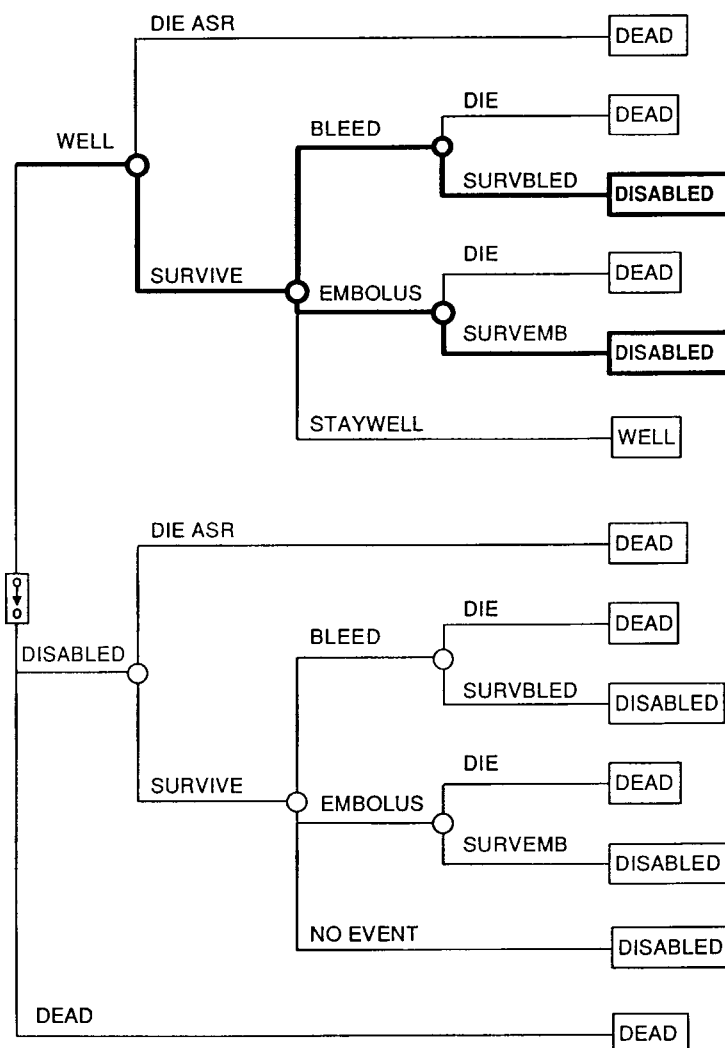 DIE ASR
DEAD
DIE
DEAD
BLEED
WELL
SURVBLED
DISABLED
DIE
DEAD
SURVIVE
EMBOLUS
SURVEMB
DISABLED
STAYWELL
WELL
DIE ASR
DEAD
DIE
DEAD
BLEED
DISABLED
SURVBLED
DISABLED
DIE
DEAD
SURVIVE
EMBOLUS
SURVEMB
DISABLED
NO EVENT
DISABLED
DEAD
DEAD